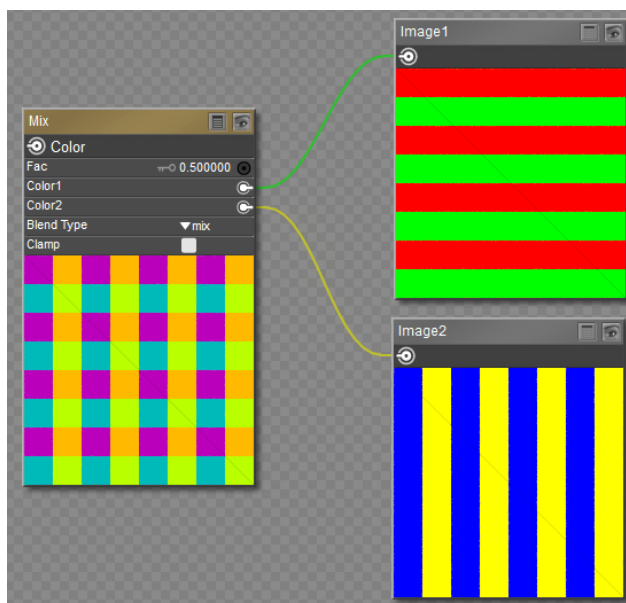 Image1
Mix
Color
Fac 0.500000
Color1
Color2
Blend Type mix
Clamp
Image2